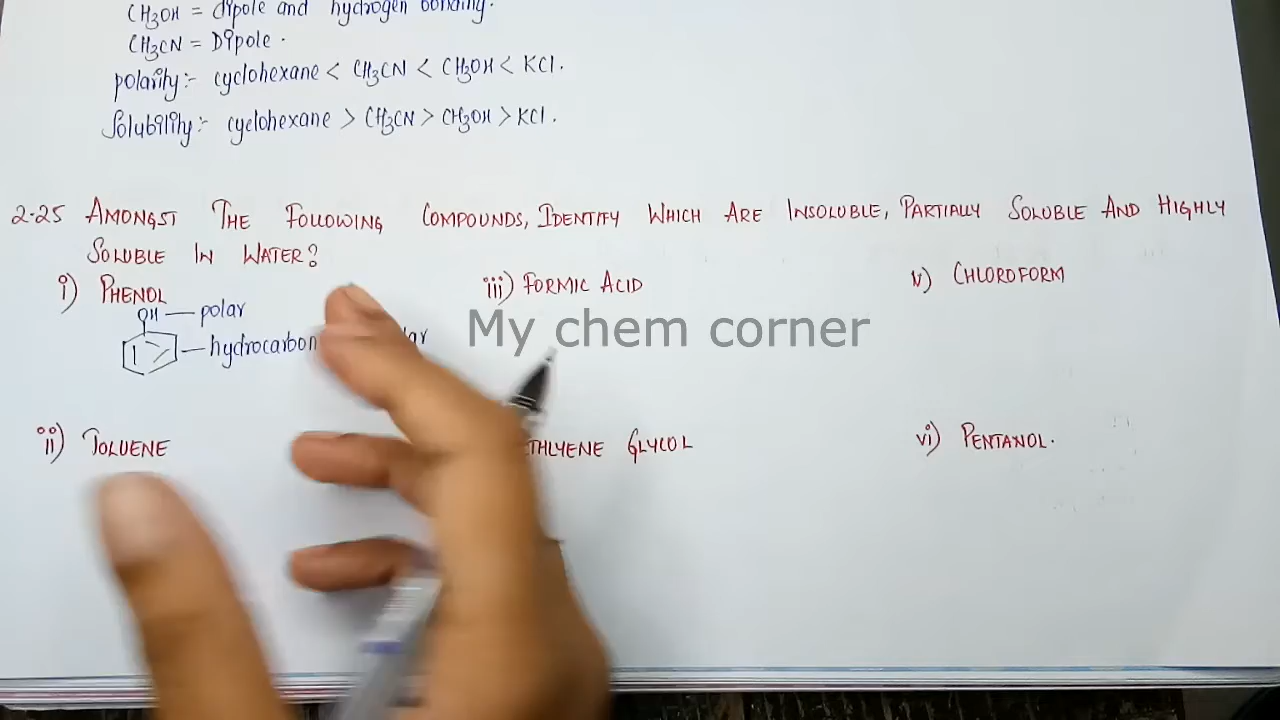 CH3OH = dipole and hydrogen bonding.
CH3CN = Dipole.
polarity:- cyclohexane < CH3CN < CH3OH < KCl.
Solubility:- cyclohexane > CH3CN > CH3OH > KCl.
2.25 AMONGST THE FOLLOWING COMPOUNDS, IDENTIFY WHICH ARE INSOLUBLE, PARTIALLY SOLUBLE AND HIGHLY
SOLUBLE IN WATER?
i) PHENOL
iii) FORMIC ACID
v) CHLOROFORM
OH — polar
— hydrocarbon
My chem corner
ii) TOLUENE
THLYENE GLYCOL
vi) PENTANOL.